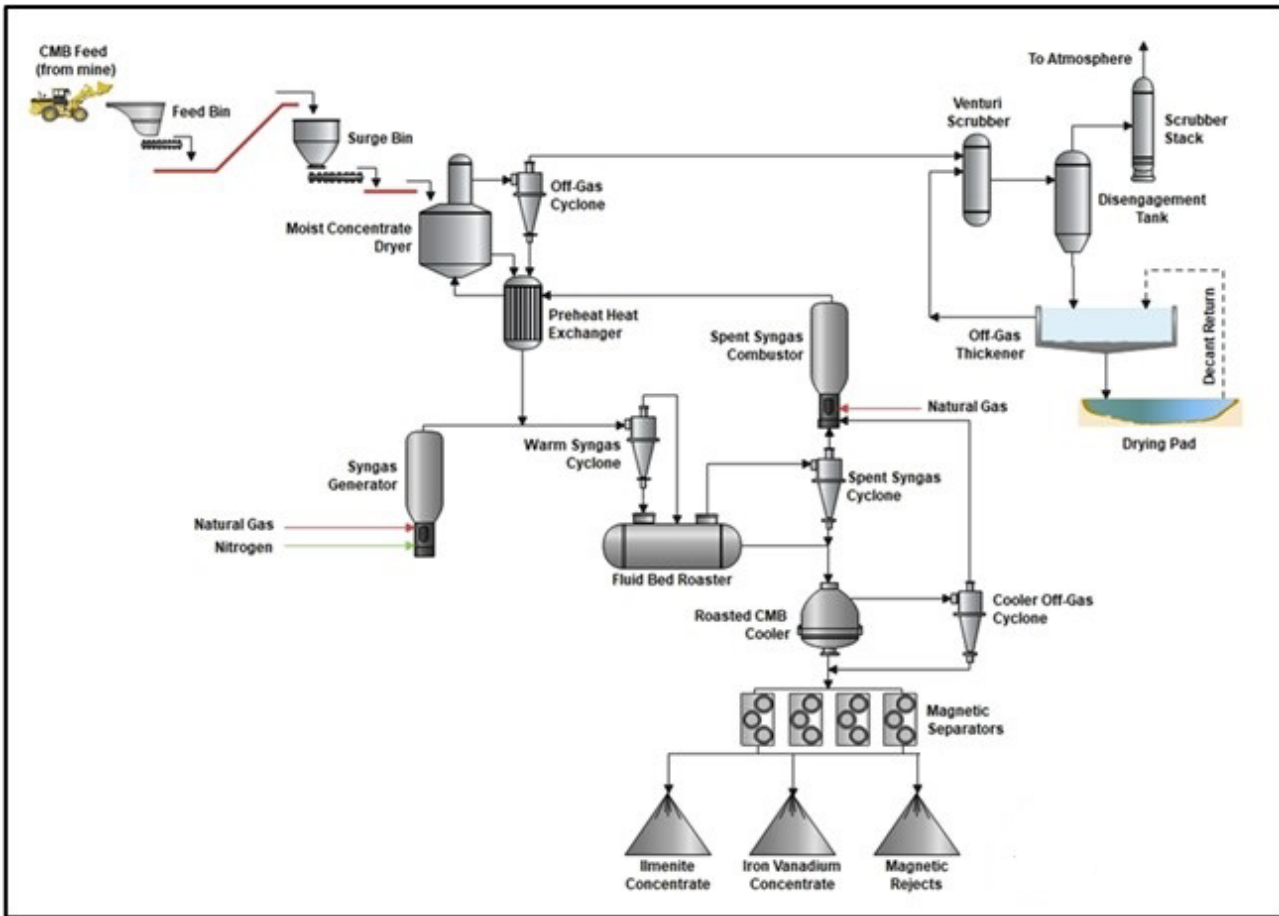 CMB Feed
(from mine)
Feed Bin
Surge Bin
Moist Concentrate
Dryer
Off-Gas
Cyclone
Preheat Heat
Exchanger
Venturi
Scrubber
To Atmosphere
Scrubber
Stack
Disengagement
Tank
Off-Gas
Thickener
Decant Return
Drying Pad
Spent Syngas
Combustor
Natural Gas
Warm Syngas
Cyclone
Syngas
Generator
Natural Gas
Nitrogen
Spent Syngas
Cyclone
Fluid Bed Roaster
Roasted CMB
Cooler
Cooler Off-Gas
Cyclone
Magnetic
Separators
Ilmenite
Concentrate
Iron Vanadium
Concentrate
Magnetic
Rejects